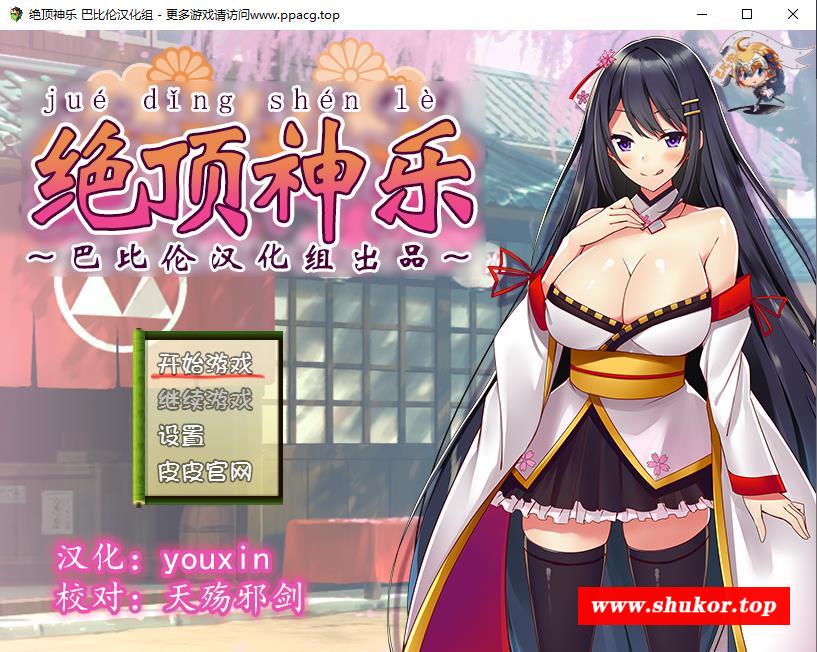 绝顶神乐 巴比伦汉化组 - 更多游戏请访问www.ppacg.top
jué dǐng shén lè
绝顶神乐
～巴比伦汉化组出品～
开始游戏
继续游戏
设置
皮皮官网
汉化：youxin
校对：天殇邪剑
www.shukor.top